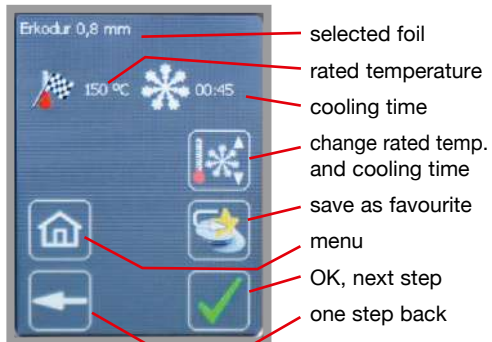 Erkodur 0,8 mm
selected foil
150 ºC
00:45
rated temperature
cooling time
change rated temp.
and cooling time
save as favourite
menu
OK, next step
one step back